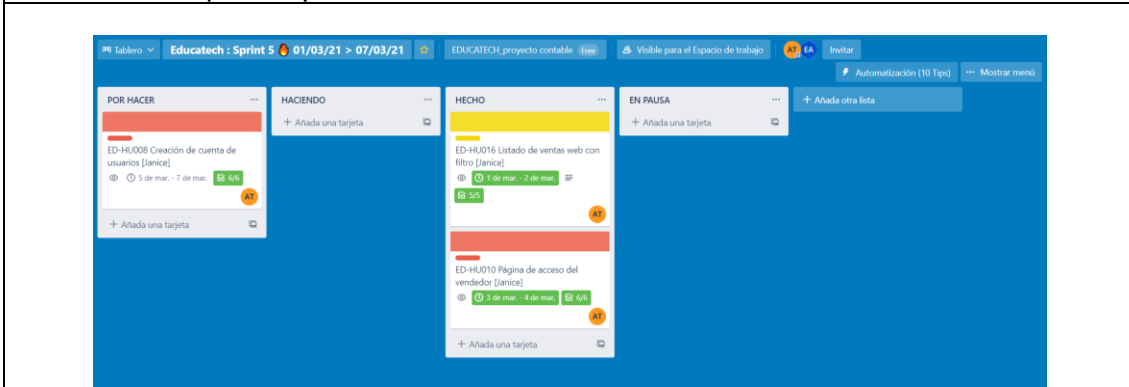 Tablero
Educatech : Sprint 5 🔥 01/03/21 > 07/03/21
EDUCATECH_proyecto contable Free
Visible para el Espacio de trabajo
AT EA
Invitar
Automatización (10 Tips)
··· Mostrar menú
POR HACER ···
ED-HU008 Creación de cuenta de
usuarios [Janice]
5 de mar. - 7 de mar. 6/6
AT
+ Añada una tarjeta
HACIENDO ···
+ Añada una tarjeta
HECHO ···
ED-HU016 Listado de ventas web con
filtro [Janice]
1 de mar. - 2 de mar.
5/5
AT
ED-HU010 Página de acceso del
vendedor [Janice]
3 de mar. - 4 de mar. 6/6
AT
+ Añada una tarjeta
EN PAUSA ···
+ Añada una tarjeta
+ Añada otra lista